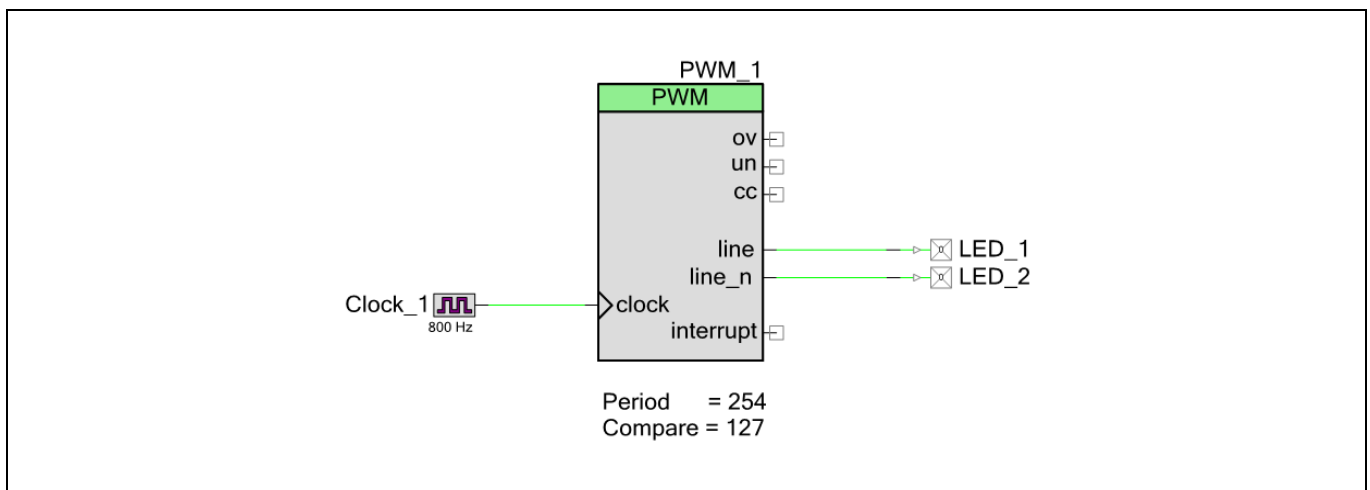 PWM_1
PWM
ov
un
cc
line
LED_1
line_n
LED_2
Clock_1
clock
800 Hz
interrupt
Period = 254
Compare = 127